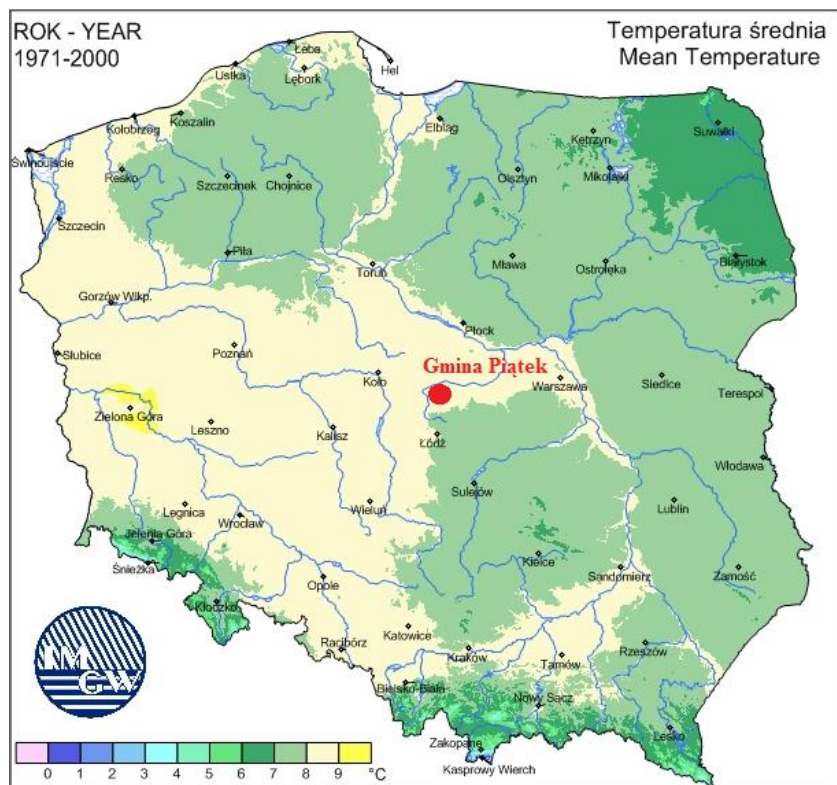 ROK - YEAR
1971-2000
Temperatura średnia
Mean Temperature
Łeba
Ustka
Lębork
Hel
Kołobrzeg
Koszalin
Elbląg
Kętrzyn
Suwałki
Świnoujście
Resko
Szczecinek
Chojnice
Olsztyn
Mikołajki
Szczecin
Piła
Toruń
Mława
Ostrołęka
Białystok
Gorzów Wlkp.
Płock
Słubice
Poznań
Koło
Gmina Piątek
Warszawa
Siedlce
Terespol
Zielona Góra
Leszno
Kalisz
Łódź
Włodawa
Sulejów
Legnica
Wrocław
Wieluń
Lublin
Jelenia Góra
Śnieżka
Opole
Kielce
Sandomierz
Zamość
Kłodzko
Racibórz
Katowice
Kraków
Tarnów
Rzeszów
Bielsko-Biała
Nowy Sącz
Lesko
Zakopane
Kasprowy Wierch
IM
GW
0 1 2 3 4 5 6 7 8 9 °C